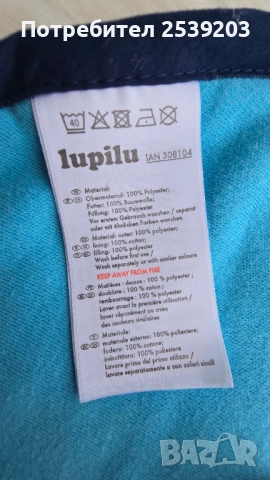 Потребител 2539203
40
lupilu IAN 308104
Material:
Obermaterial: 100% Polyester;
Futter: 100% Baumwolle;
Füllung: 100% Polyester
Vor erstem Gebrauch waschen / separat
oder mit ähnlichen Farben waschen
Material: outer: 100% polyester;
lining: 100% cotton;
filling: 100% polyester
Wash before first use /
Wash separately or with similar colours
KEEP AWAY FROM FIRE
Matières : dessus : 100 % polyester ;
doublure : 100 % coton ;
rembourrage : 100 % polyester
Laver avant la première utilisation /
Laver séparément ou avec des
couleurs similaires
Materiale:
materiale esterno: 100% poliestere;
fodera: 100% cotone;
imbottitura: 100% poliestere
Lavare prima del primo utilizzo /
Lavare separatamente o con colori simili
BAZAR